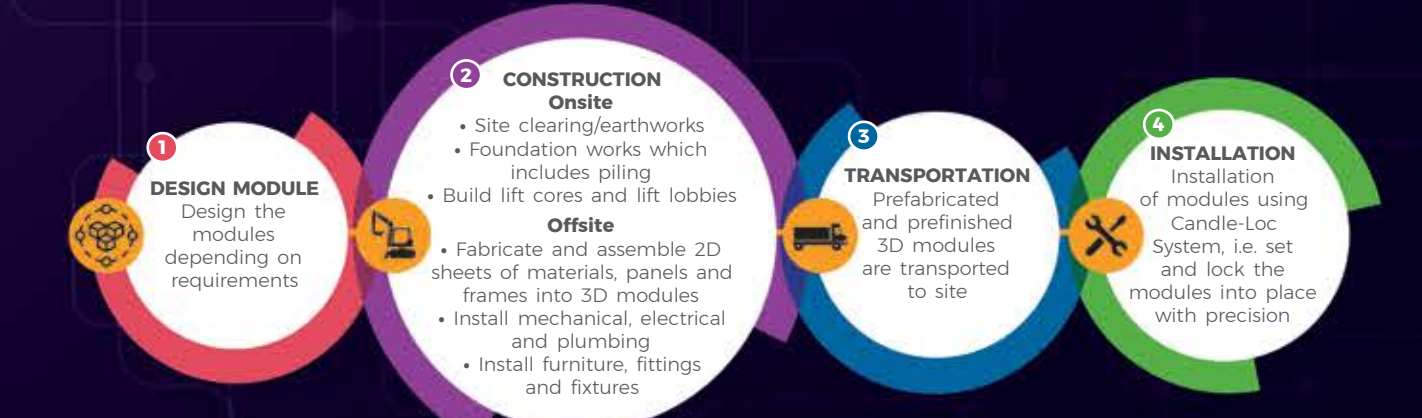 1
DESIGN MODULE
Design the
modules
depending on
requirements
2
CONSTRUCTION
Onsite
• Site clearing/earthworks
• Foundation works which
includes piling
• Build lift cores and lift lobbies
Offsite
• Fabricate and assemble 2D
sheets of materials, panels and
frames into 3D modules
• Install mechanical, electrical
and plumbing
• Install furniture, fittings
and fixtures
3
TRANSPORTATION
Prefabricated
and prefinished
3D modules
are transported
to site
4
INSTALLATION
Installation
of modules using
Candle-Loc
System, i.e. set
and lock the
modules into place
with precision